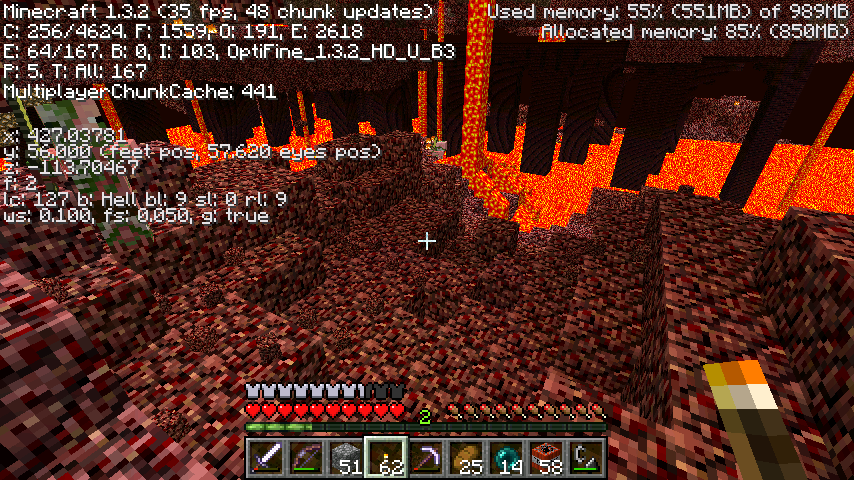 Minecraft 1.3.2 (35 fps, 48 chunk updates)
C: 256/4624. F: 1559, O: 191, E: 2618
E: 64/167. B: 0, I: 103, OptiFine_1.3.2_HD_U_B3
P: 5. T: All: 167
MultiplayerChunkCache: 441
x: 427.03781
y: 56.000 (feet pos, 57.620 eyes pos)
z: -113.70467
f: 2
lc: 127 b: Hell bl: 9 sl: 0 rl: 9
ws: 0.100, fs: 0.050, g: true
Used memory: 55% (551MB) of 989MB
Allocated memory: 85% (850MB)
2
51 62 25 14 58